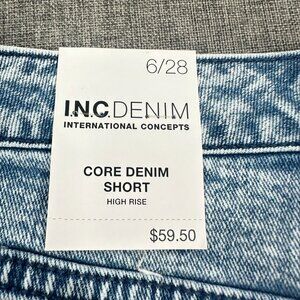 6/28
I.N.C.DENIM
INTERNATIONAL CONCEPTS
CORE DENIM
SHORT
HIGH RISE
$59.50